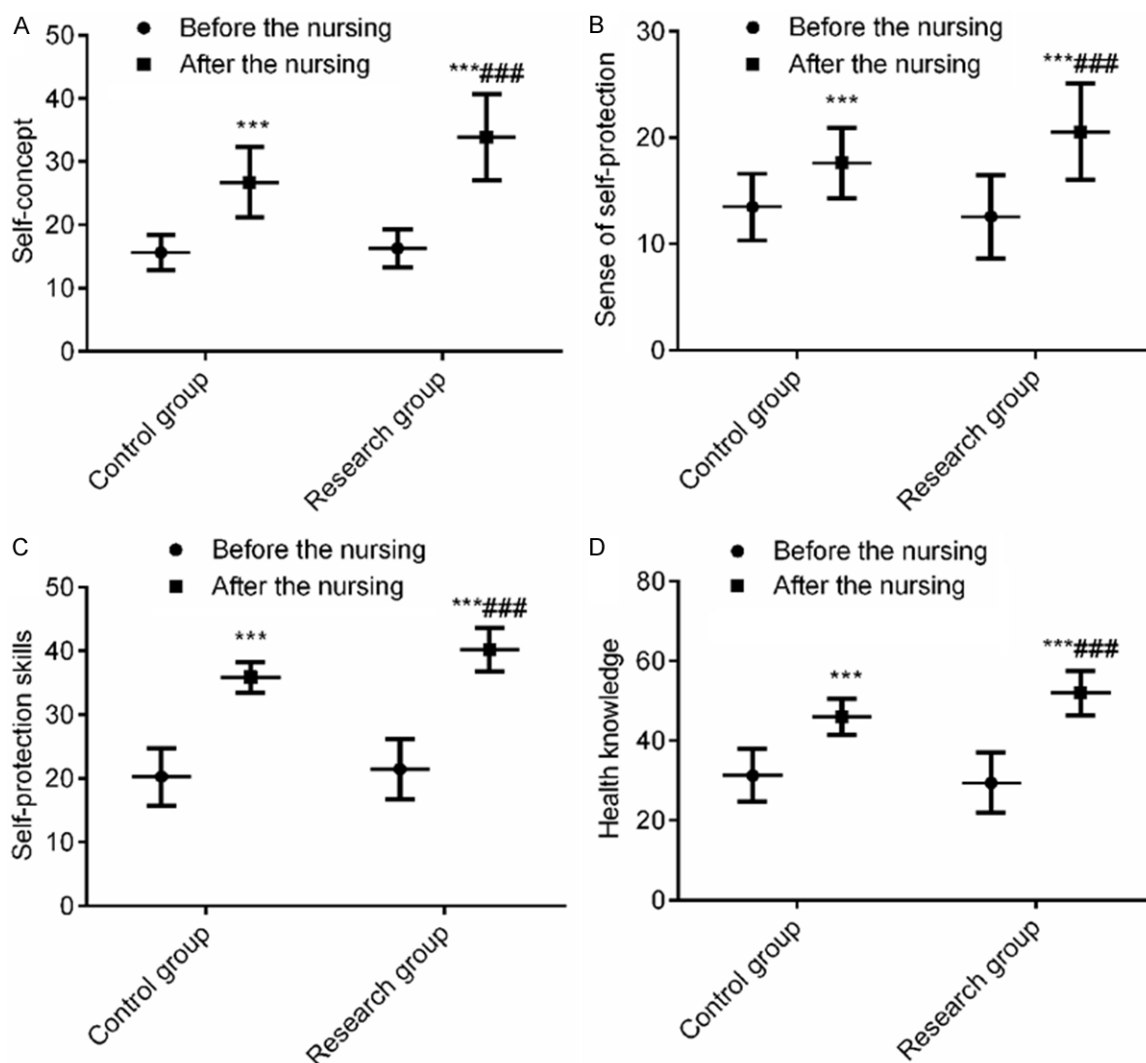 A
Before the nursing
After the nursing
Self-concept
50
40
30
20
10
0
***
***###
Control group
Research group
B
Before the nursing
After the nursing
Sense of self-protection
30
20
10
0
***
***###
Control group
Research group
C
Before the nursing
After the nursing
Self-protection skills
50
40
30
20
10
0
***
***###
Control group
Research group
D
Before the nursing
After the nursing
Health knowledge
80
60
40
20
0
***
***###
Control group
Research group